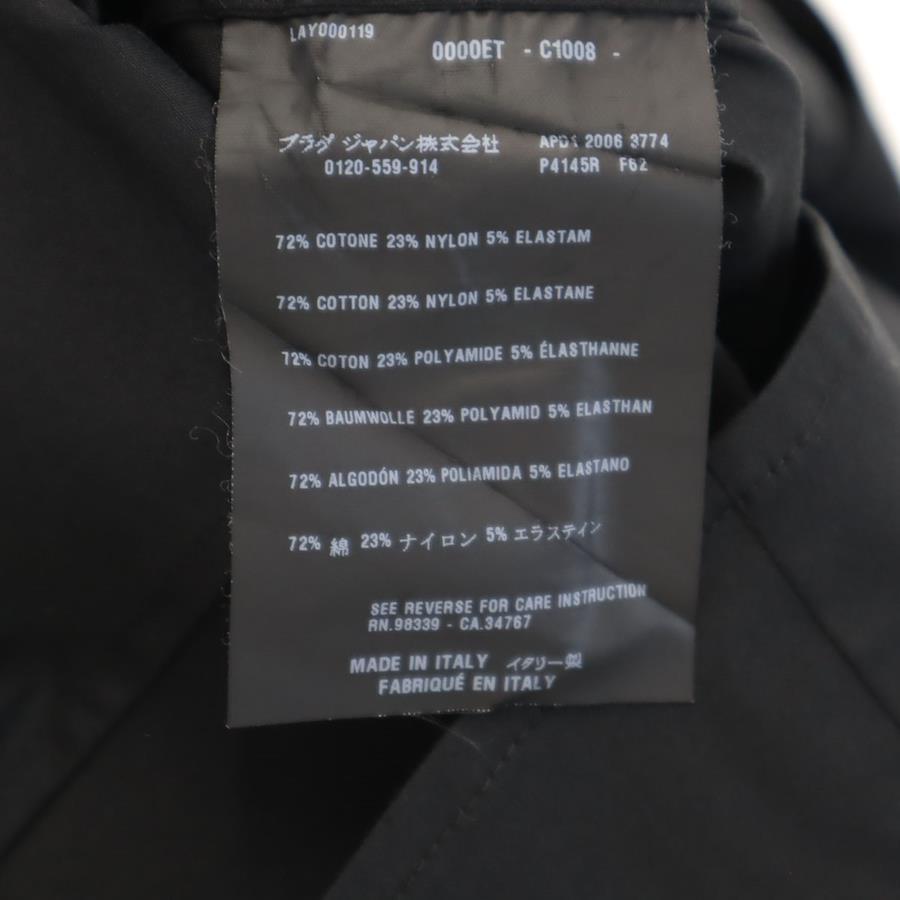 LAY000119
0000ET - C1008 -
プラダ ジャパン株式会社
0120-559-914
2006 3774
P4145R F62
72% COTONE 23% NYLON 5% ELASTAM
72% COTTON 23% NYLON 5% ELASTANE
72% COTON 23% POLYAMIDE 5% ÉLASTHANNE
72% BAUMWOLLE 23% POLYAMID 5% ELASTHAN
72% ALGODÓN 23% POLIAMIDA 5% ELASTANO
72% 綿 23% ナイロン 5% エラステイン
SEE REVERSE FOR CARE INSTRUCTION
RN.98339 - CA.34767
MADE IN ITALY イタリー製
FABRIQUÉ EN ITALY